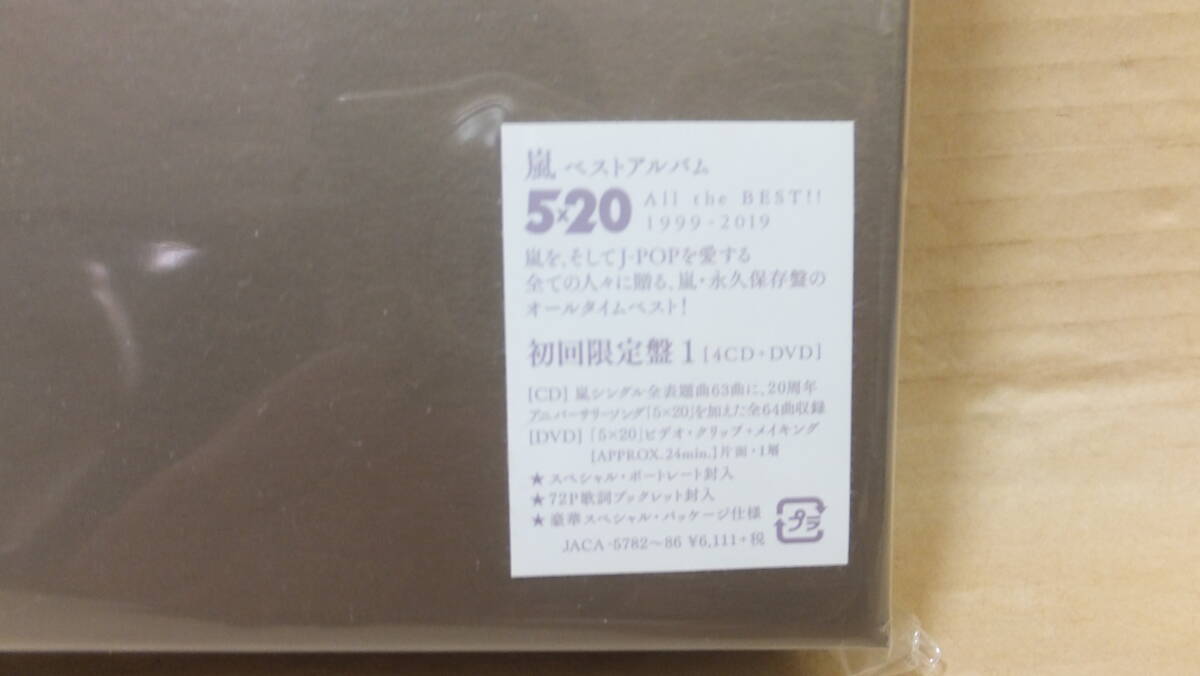 嵐 ベストアルバム
5×20 All the BEST!!
1999-2019
嵐を、そしてJ-POPを愛する
全ての人々に贈る、嵐・永久保存盤の
オールタイムベスト!
初回限定盤1 [4CD+DVD]
[CD] 嵐シングル全表題曲63曲に、20周年
アニバーサリーソング「5×20」を加えた全64曲収録
[DVD] 「5×20」ビデオ・クリップ・メイキング
[APPROX.24min.]片面・1層
★スペシャル・ポートレート封入
★72P歌詞ブックレット封入
★豪華スペシャル・パッケージ仕様
JACA-5782～86 ¥6,111+税
プラ